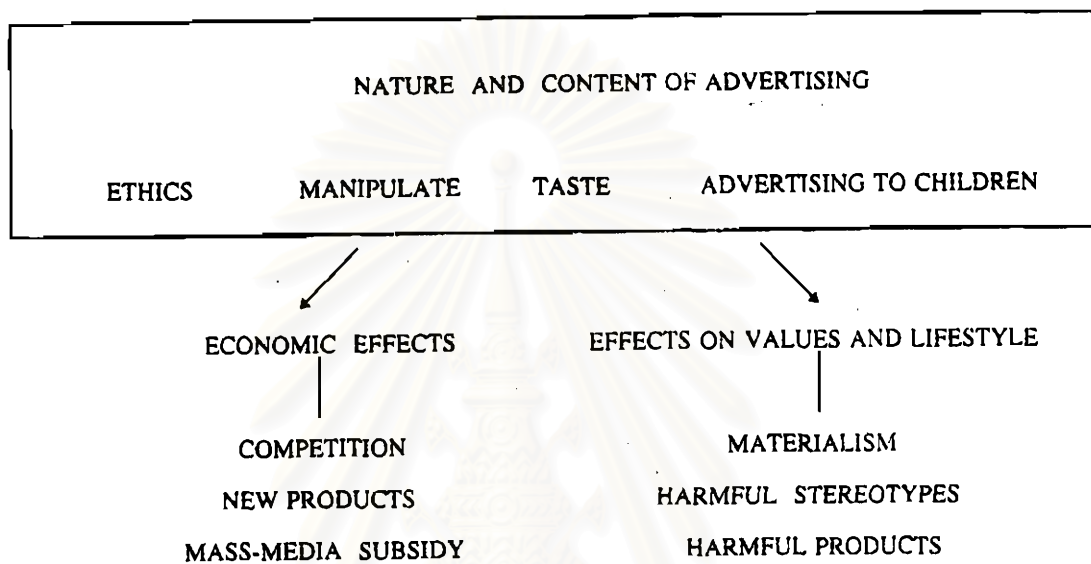 NATURE AND CONTENT OF ADVERTISING
ETHICS MANIPULATE TASTE ADVERTISING TO CHILDREN
ECONOMIC EFFECTS EFFECTS ON VALUES AND LIFESTYLE
COMPETITION MATERIALISM
NEW PRODUCTS HARMFUL STEREOTYPES
MASS-MEDIA SUBSIDY HARMFUL PRODUCTS